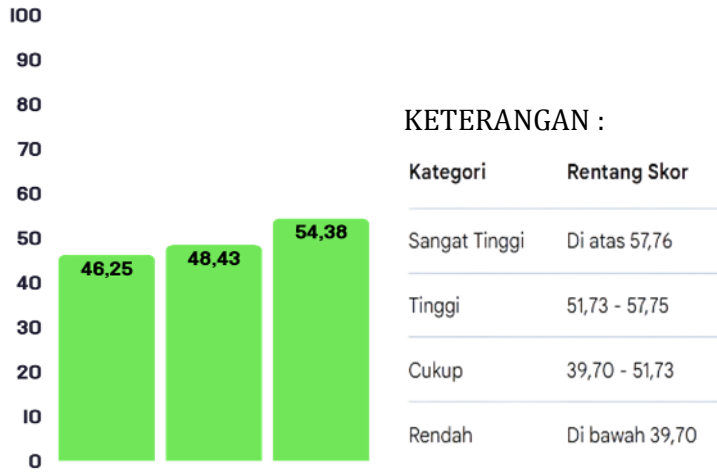 100
90
80
70
60
50
40
30
20
10
0
46,25
48,43
54,38
KETERANGAN :
Kategori Rentang Skor
Sangat Tinggi Di atas 57,76
Tinggi 51,73 - 57,75
Cukup 39,70 - 51,73
Rendah Di bawah 39,70